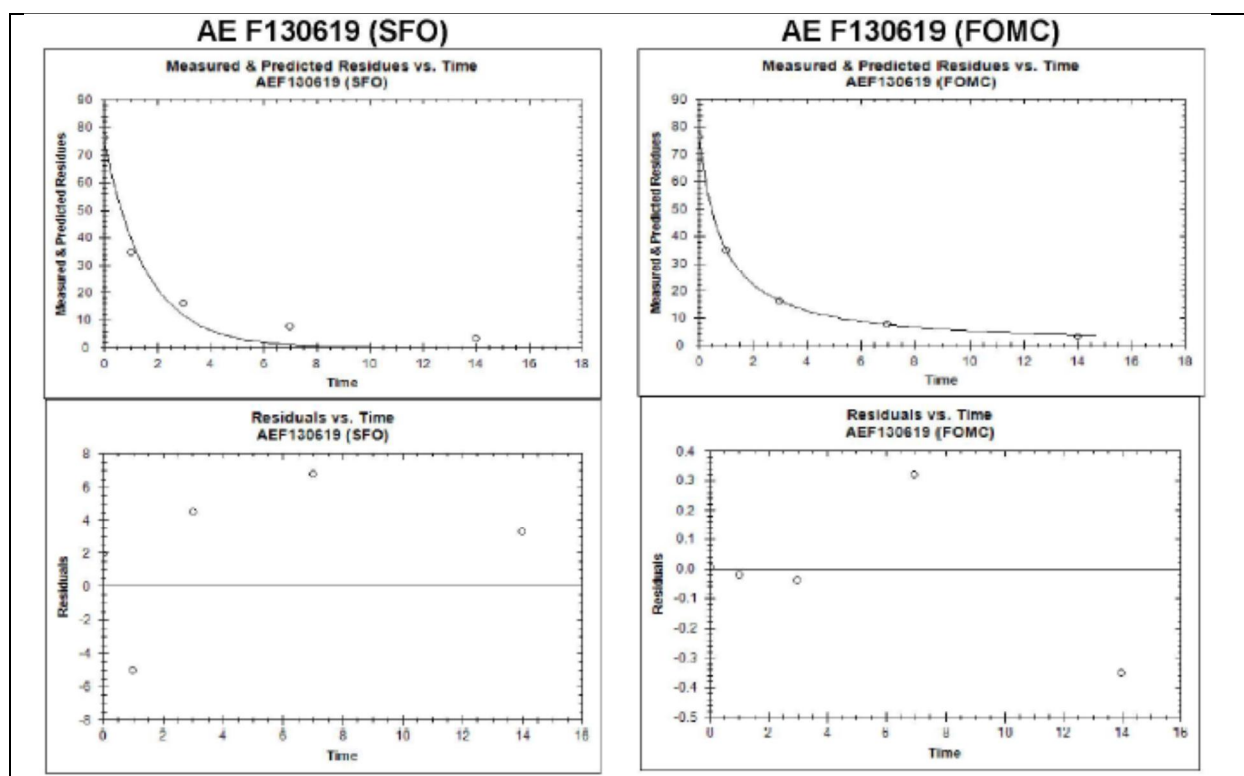 AE F130619 (SFO)
Measured & Predicted Residues vs. Time
AEF130619 (SFO)
Measured & Predicted Residues
90
80
70
60
50
40
30
20
10
0
0 2 4 6 8 10 12 14 16 18
Time
Residuals vs. Time
AEF130619 (SFO)
Residuals
8
6
4
2
0
-2
-4
-6
-8
0 2 4 6 8 10 12 14 16
Time
AE F130619 (FOMC)
Measured & Predicted Residues vs. Time
AEF130619 (FOMC)
Measured & Predicted Residues
90
80
70
60
50
40
30
20
10
0
0 2 4 6 8 10 12 14 16 18
Time
Residuals vs. Time
AEF130619 (FOMC)
Residuals
0.4
0.3
0.2
0.1
0.0
-0.1
-0.2
-0.3
-0.4
-0.5
0 2 4 6 8 10 12 14 16
Time